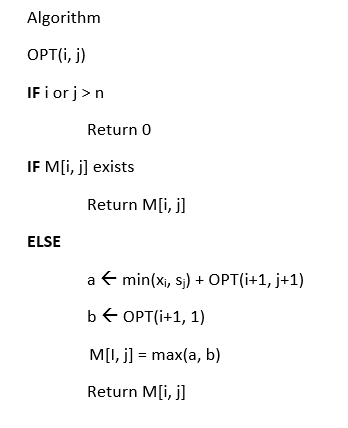 Algorithm
OPT(i, j)
IF i or j > n
Return 0
IF M[i, j] exists
Return M[i, j]
ELSE
a ← min(xᵢ, sⱼ) + OPT(i+1, j+1)
b ← OPT(i+1, 1)
M[I, j] = max(a, b)
Return M[i, j]